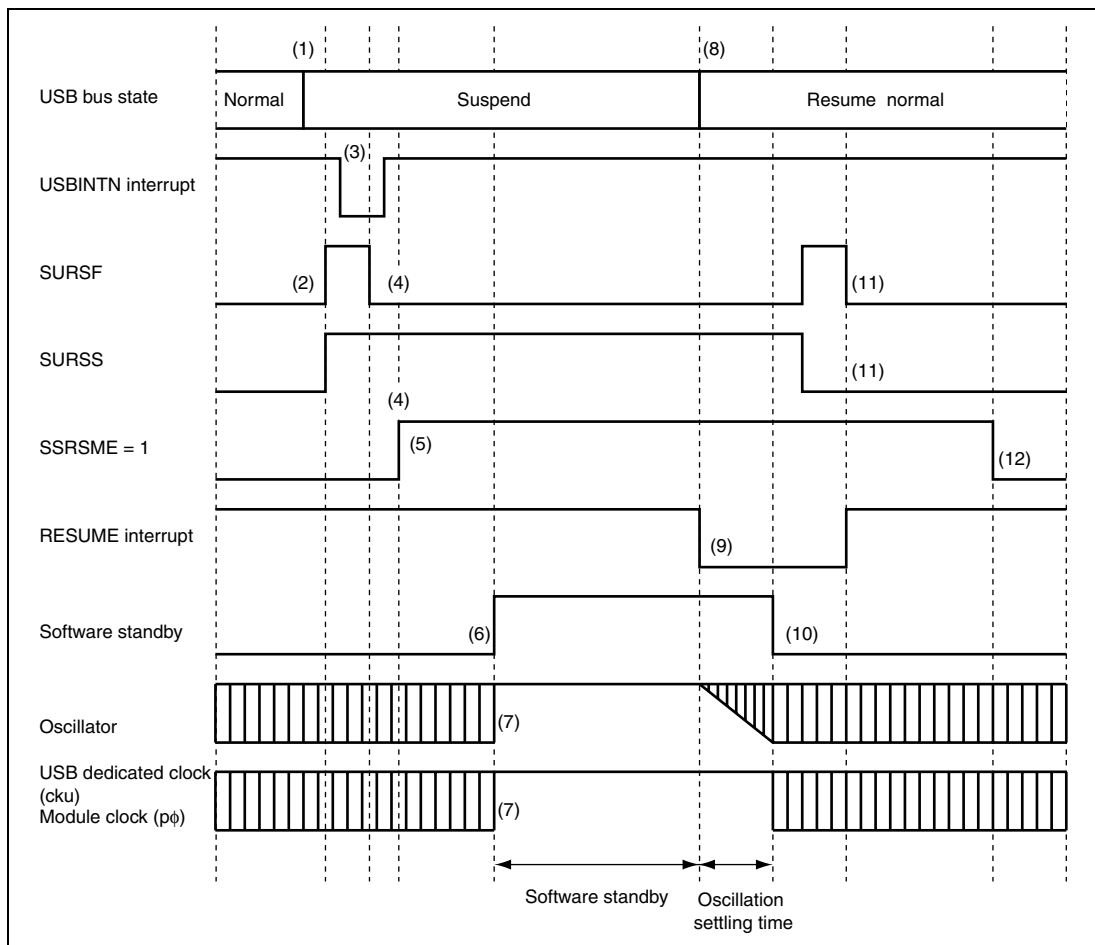 (1) (8)
USB bus state Normal Suspend Resume normal
(3)
USBINTN interrupt
SURSF
(2) (4) (11)
SURSS
(11)
(4)
SSRSME = 1 (5) (12)
RESUME interrupt
(9)
Software standby (6) (10)
Oscillator (7)
USB dedicated clock
(cku)
Module clock (pφ) (7)
Software standby Oscillation
settling time